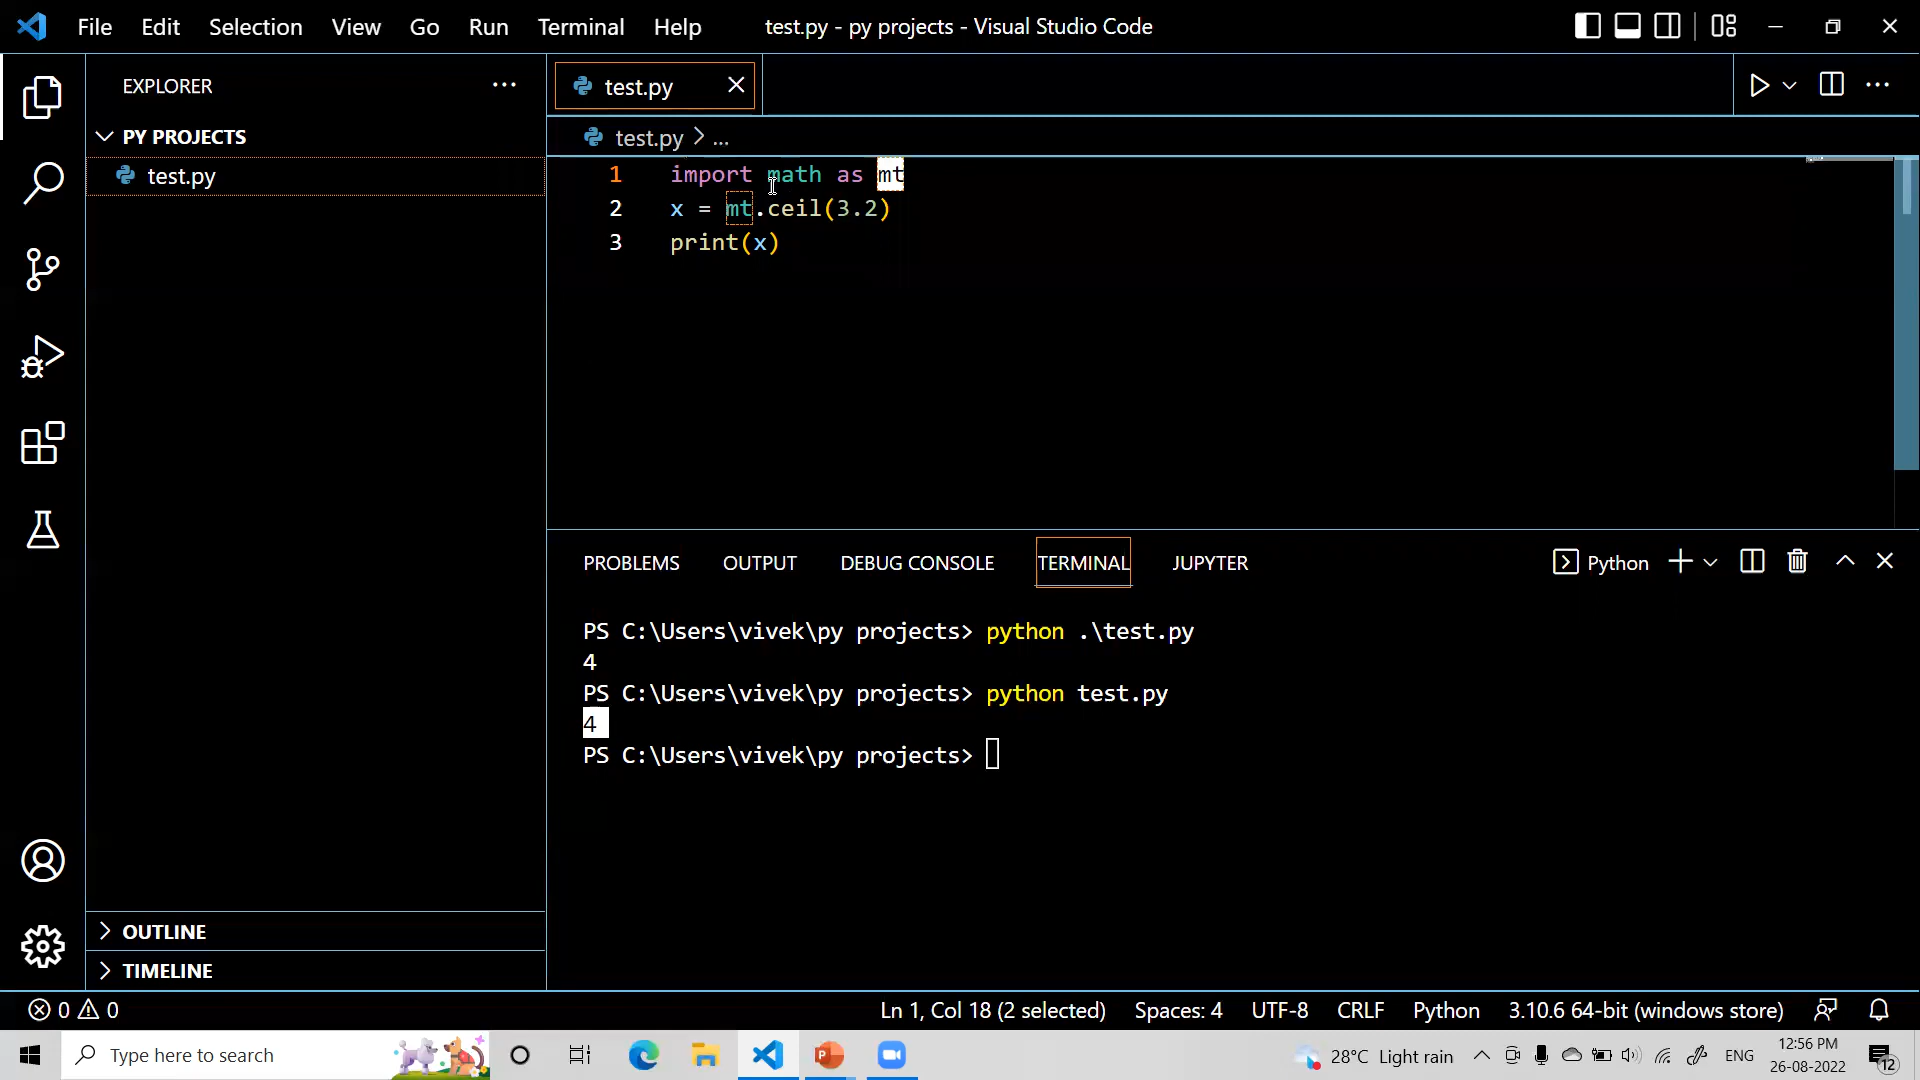 File Edit Selection View Go Run Terminal Help
test.py - py projects - Visual Studio Code
EXPLORER
PY PROJECTS
test.py
test.py
test.py > ...
1 import math as mt
2 x = mt.ceil(3.2)
3 print(x)
PROBLEMS OUTPUT DEBUG CONSOLE TERMINAL JUPYTER
Python
PS C:\Users\vivek\py projects> python .\test.py
4
PS C:\Users\vivek\py projects> python test.py
4
PS C:\Users\vivek\py projects>
OUTLINE
TIMELINE
0 0
Ln 1, Col 18 (2 selected) Spaces: 4 UTF-8 CRLF Python 3.10.6 64-bit (windows store)
Type here to search
28°C Light rain
ENG
12:56 PM
26-08-2022
12